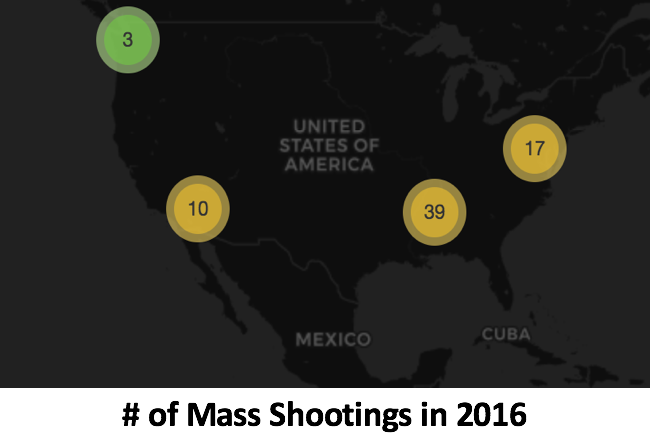 3
UNITED
STATES OF
AMERICA
17
10
39
MEXICO
CUBA
# of Mass Shootings in 2016